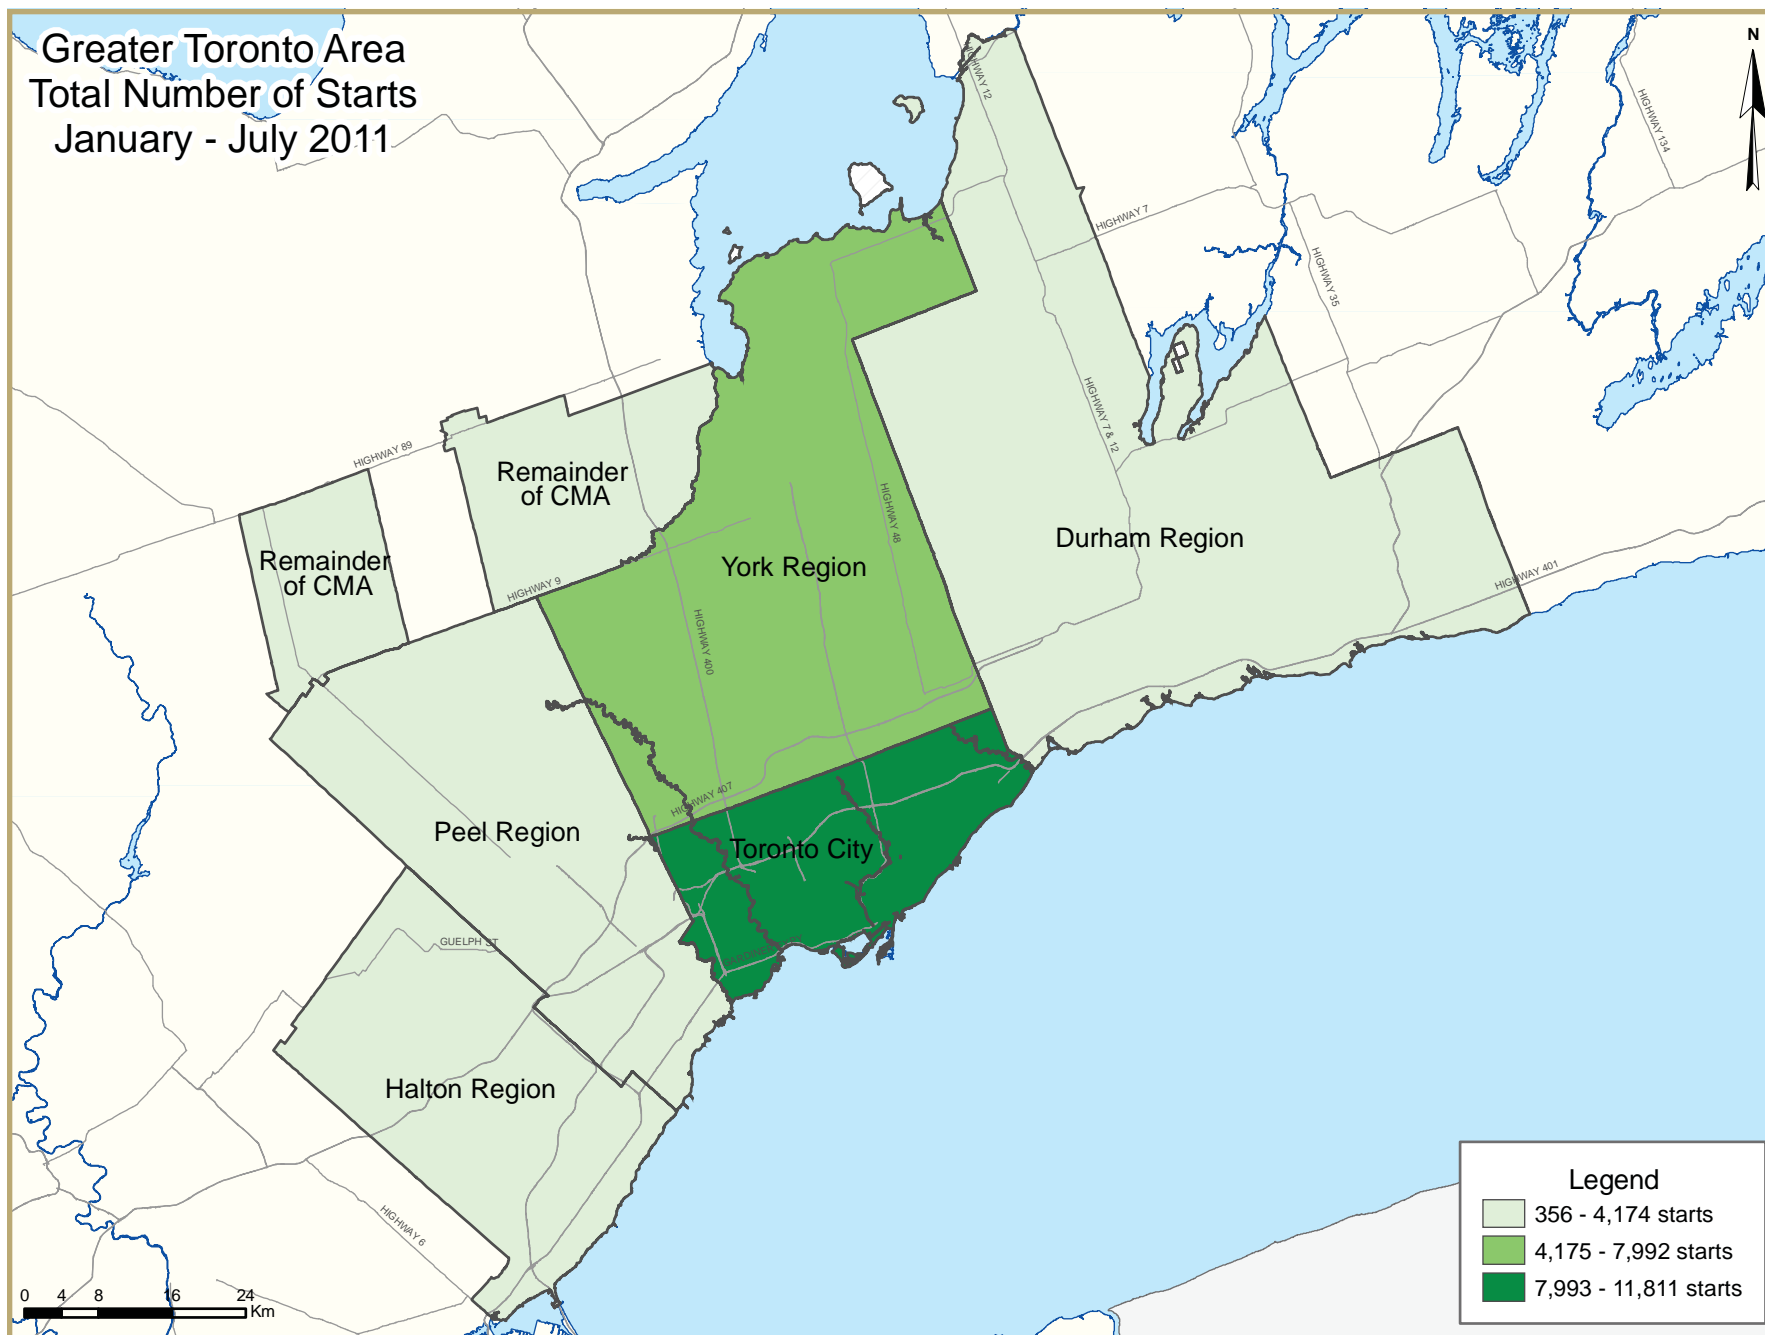 Greater Toronto Area
Total Number of Starts
January - July 2011
N
HIGHWAY 12
HIGHWAY 134
HIGHWAY 7
HIGHWAY 35
HIGHWAY 7 & 12
HIGHWAY 89
Remainder
of CMA
HIGHWAY 48
Remainder
of CMA
Durham Region
York Region
HIGHWAY 9
HIGHWAY 401
HIGHWAY 400
HIGHWAY 407
Peel Region
Toronto City
GUELPH ST
Halton Region
HIGHWAY 6
Legend
356 - 4,174 starts
4,175 - 7,992 starts
7,993 - 11,811 starts
0 4 8 16 24
Km